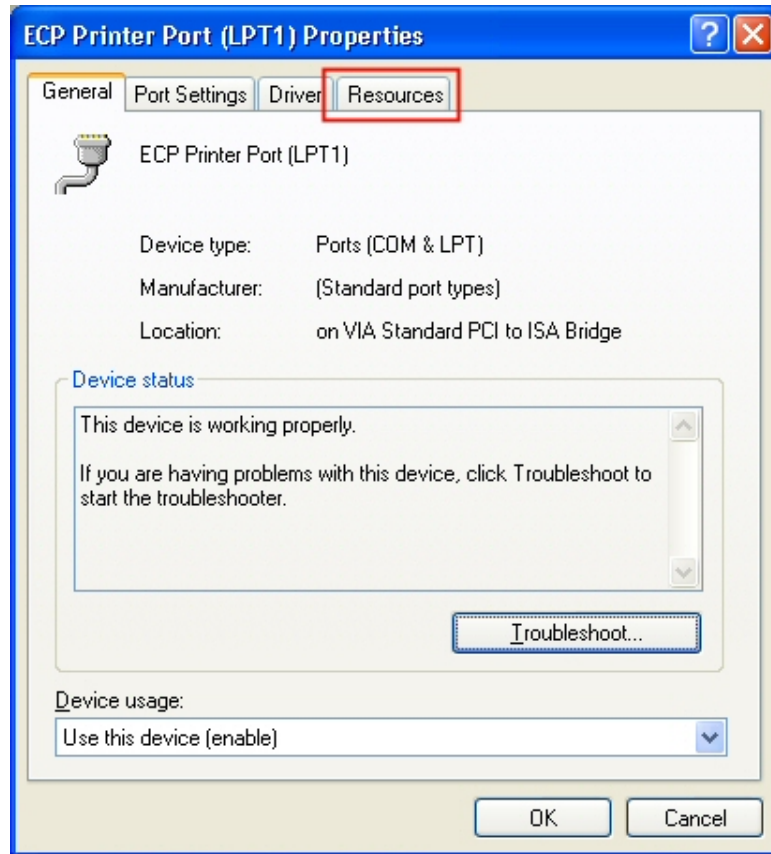 ECP Printer Port (LPT1) Properties
General Port Settings Driver Resources
ECP Printer Port (LPT1)
Device type: Ports (COM & LPT)
Manufacturer: (Standard port types)
Location: on VIA Standard PCI to ISA Bridge
Device status
This device is working properly.
If you are having problems with this device, click Troubleshoot to
start the troubleshooter.
Troubleshoot...
Device usage:
Use this device (enable)
OK Cancel